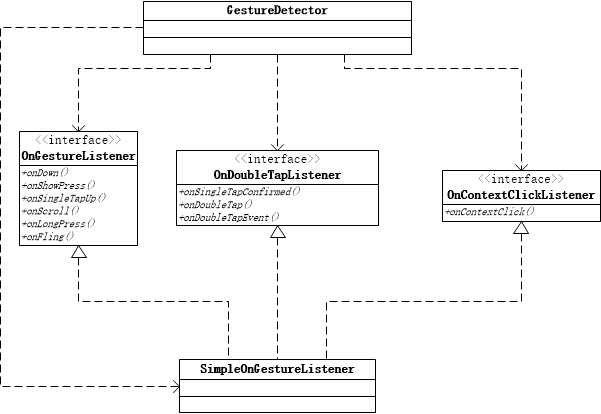 GestureDetector
<<interface>>
OnGestureListener
+onDown()
+onShowPress()
+onSingleTapUp()
+onScroll()
+onLongPress()
+onFling()
<<interface>>
OnDoubleTapListener
+onSingleTapConfirmed()
+onDoubleTap()
+onDoubleTapEvent()
<<interface>>
OnContextClickListener
+onContextClick()
SimpleOnGestureListener